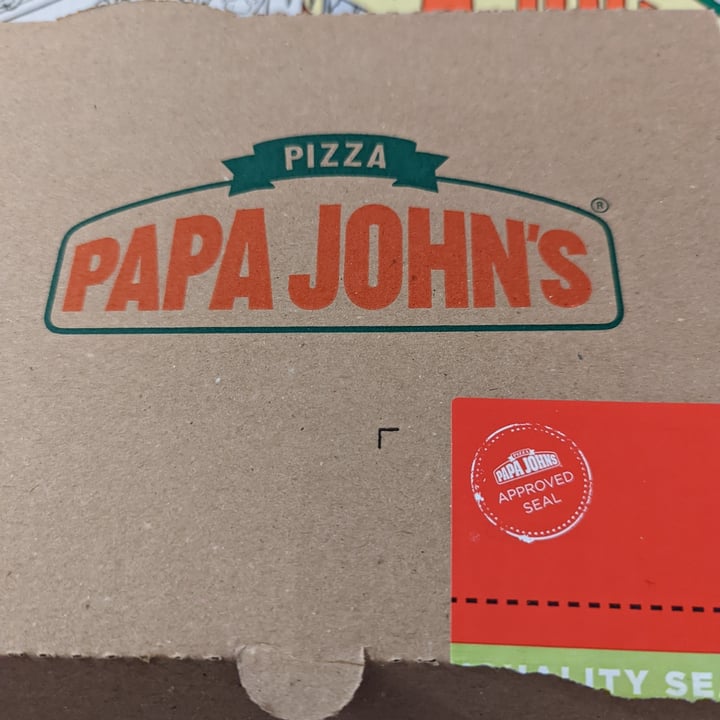 PIZZA
PAPA JOHN'S
®
PIZZA
PAPA JOHNS
APPROVED
SEAL